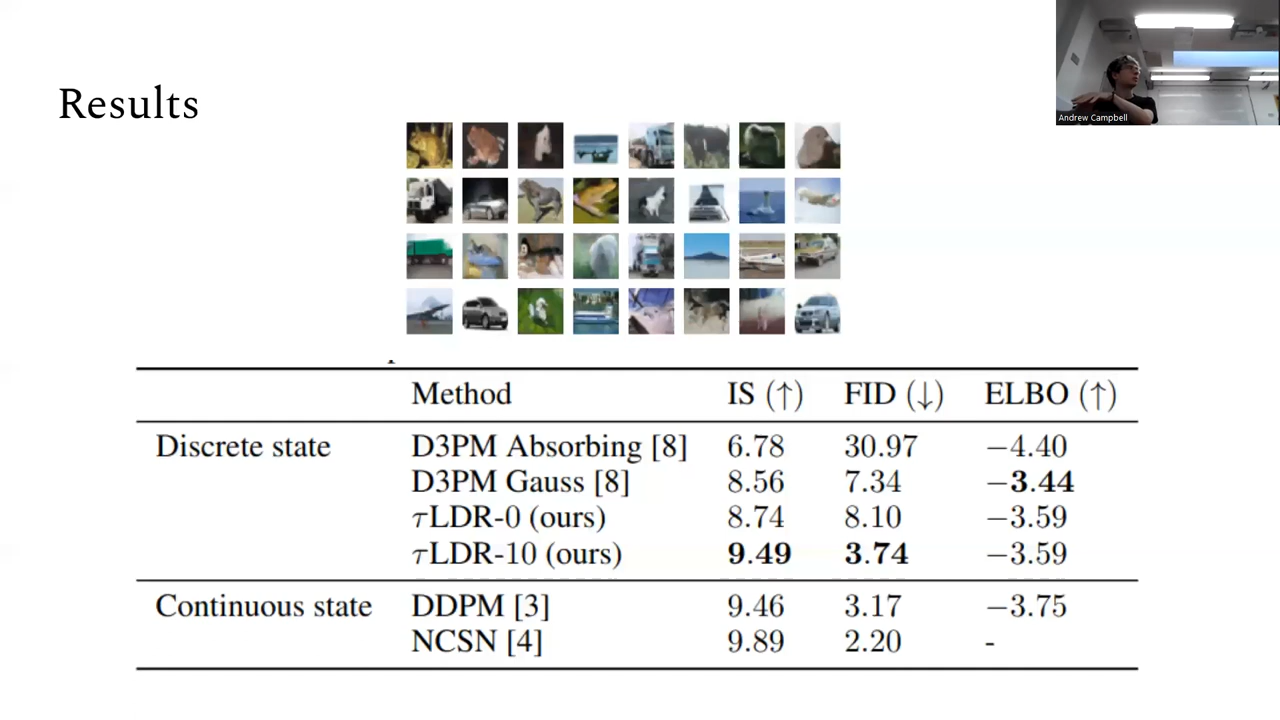 Andrew Campbell
Results
Method IS (↑) FID (↓) ELBO (↑)
Discrete state D3PM Absorbing [8] 6.78 30.97 −4.40
D3PM Gauss [8] 8.56 7.34 −3.44
τLDR-0 (ours) 8.74 8.10 −3.59
τLDR-10 (ours) 9.49 3.74 −3.59
Continuous state DDPM [3] 9.46 3.17 −3.75
NCSN [4] 9.89 2.20 -